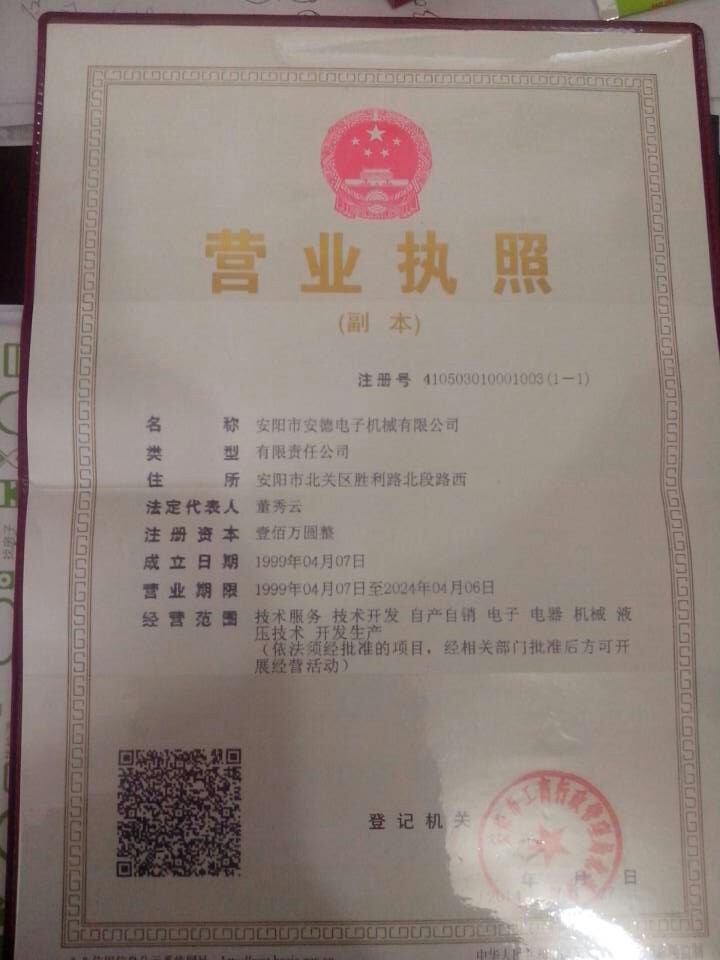 营业执照
(副 本)
注册号 410503010001003(1-1)
名 称 安阳市安德电子机械有限公司
类 型 有限责任公司
住 所 安阳市北关区胜利路北段路西
法定代表人 董秀云
注册资本 壹佰万圆整
成立日期 1999年04月07日
营业期限 1999年04月07日至2024年04月06日
经营范围 技术服务 技术开发 自产自销 电子 电器 机械 液
压技术 开发生产
(依法须经批准的项目，经相关部门批准后方可开
展经营活动)
登记机关
年 月 日